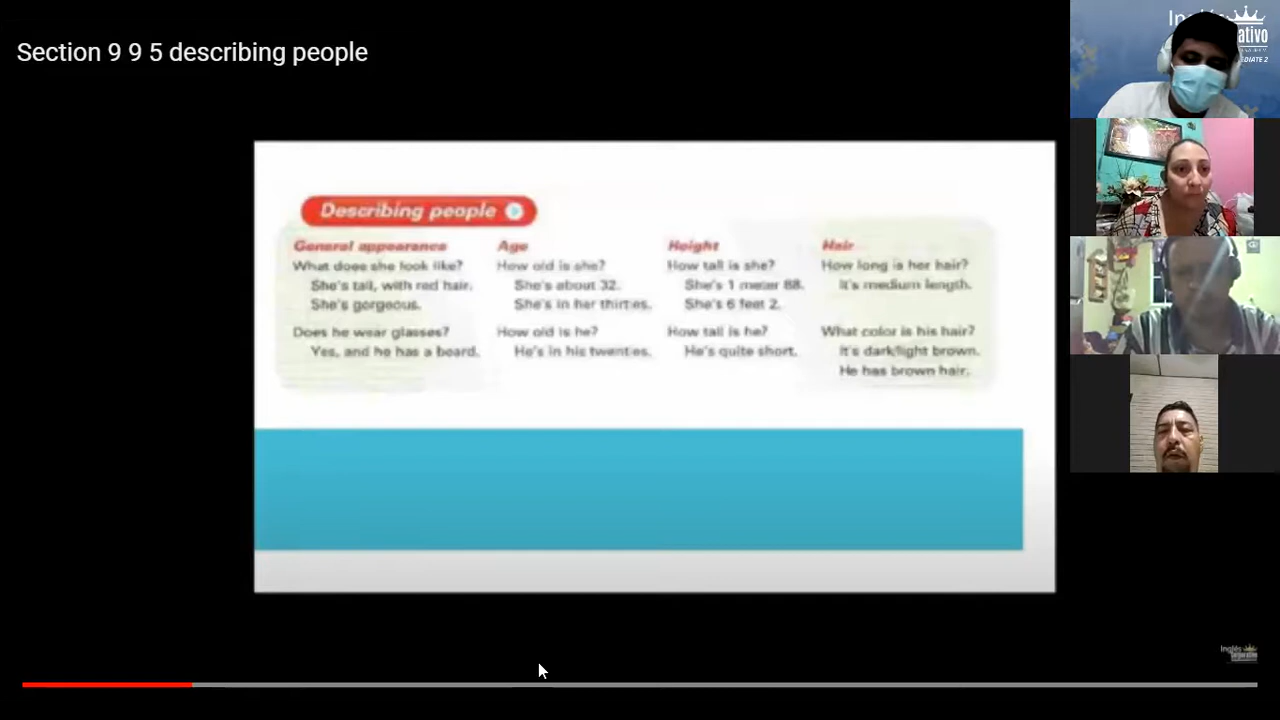 Section 9 9 5 describing people
Describing people
General appearance
What does she look like?
She's tall, with red hair.
She's gorgeous.
Does he wear glasses?
Yes, and he has a beard.
Age
How old is she?
She's about 32.
She's in her thirties.
How old is he?
He's in his twenties.
Height
How tall is she?
She's 1 meter 88.
She's 6 feet 2.
How tall is he?
He's quite short.
Hair
How long is her hair?
It's medium length.
What color is his hair?
It's dark/light brown.
He has brown hair.
Inglés